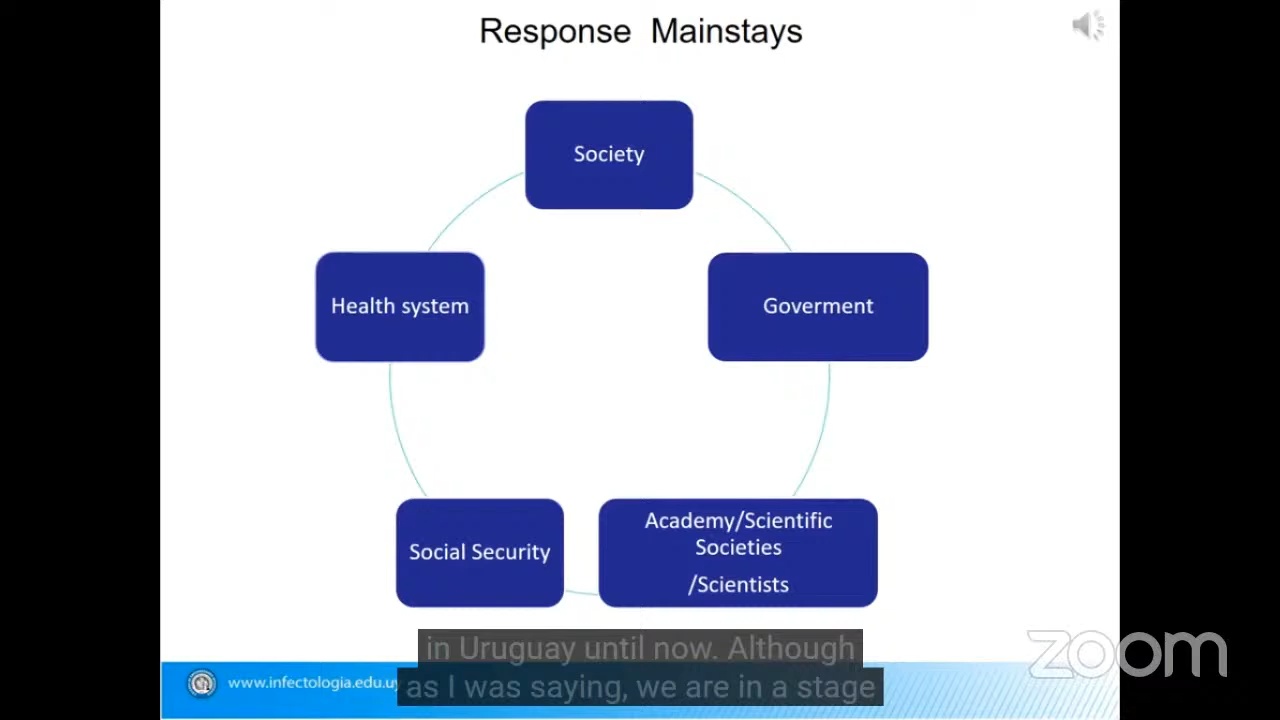 Response Mainstays
Society
Health system
Goverment
Social Security
Academy/Scientific
Societies
/Scientists
in Uruguay until now. Although
as I was saying, we are in a stage
www.infectologia.edu.uy
zoom